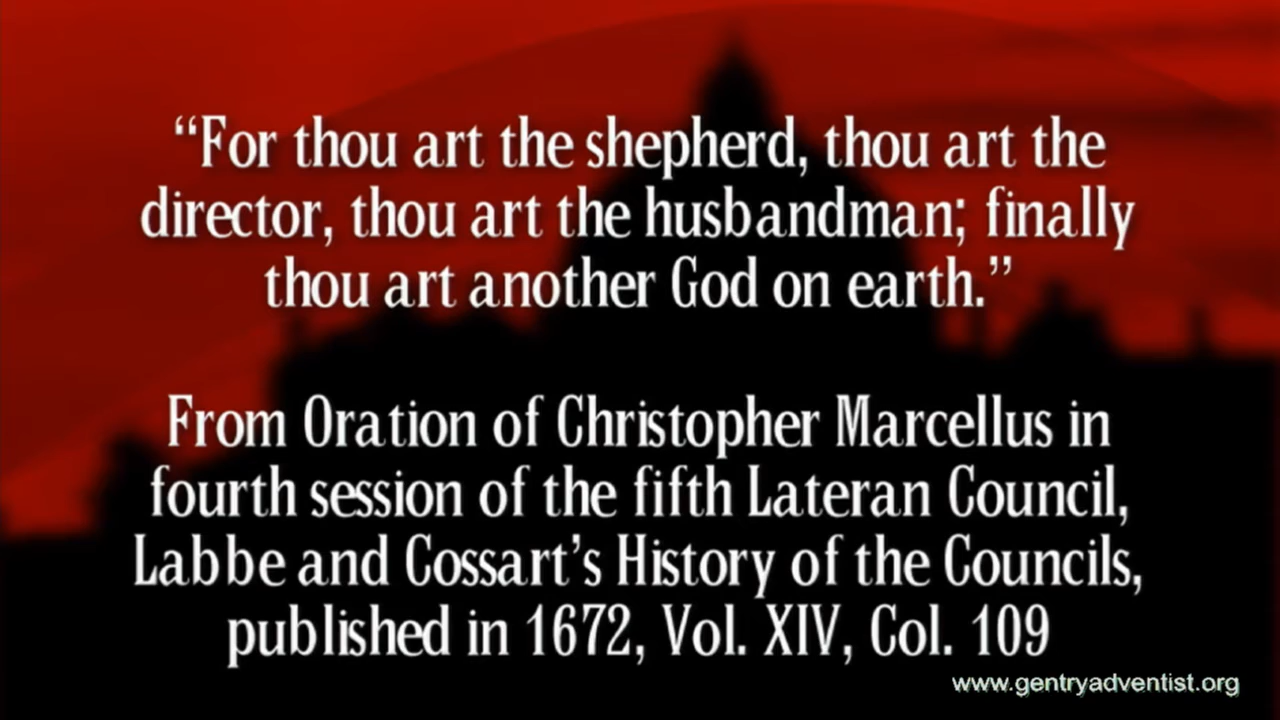 “For thou art the shepherd, thou art the
director, thou art the husbandman; finally
thou art another God on earth.”
From Oration of Christopher Marcellus in
fourth session of the fifth Lateran Council,
Labbe and Cossart’s History of the Councils,
published in 1672, Vol. XIV, Col. 109
www.gentryadventist.org